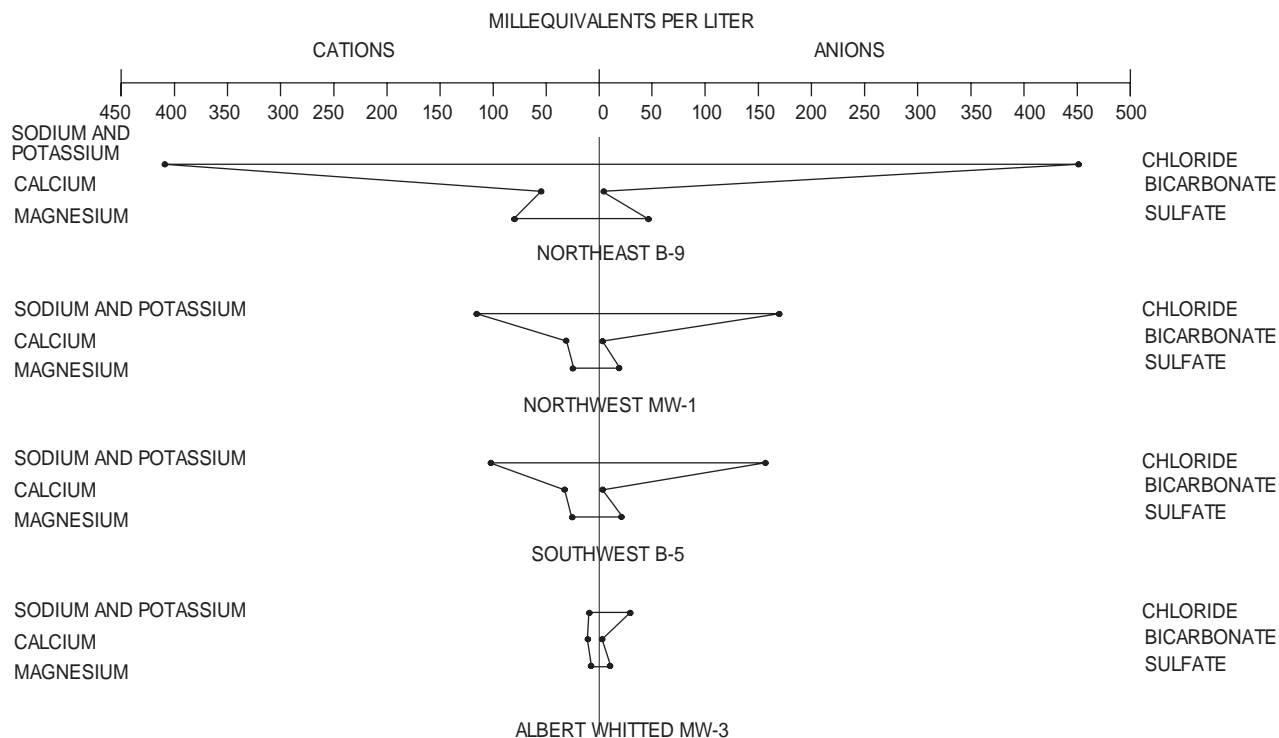 MILLEQUIVALENTS PER LITER
CATIONS ANIONS
450 400 350 300 250 200 150 100 50 0 50 100 150 200 250 300 350 400 450 500
SODIUM AND
POTASSIUM CHLORIDE
CALCIUM BICARBONATE
MAGNESIUM SULFATE
NORTHEAST B-9
SODIUM AND POTASSIUM CHLORIDE
CALCIUM BICARBONATE
MAGNESIUM SULFATE
NORTHWEST MW-1
SODIUM AND POTASSIUM CHLORIDE
CALCIUM BICARBONATE
MAGNESIUM SULFATE
SOUTHWEST B-5
SODIUM AND POTASSIUM CHLORIDE
CALCIUM BICARBONATE
MAGNESIUM SULFATE
ALBERT WHITTED MW-3